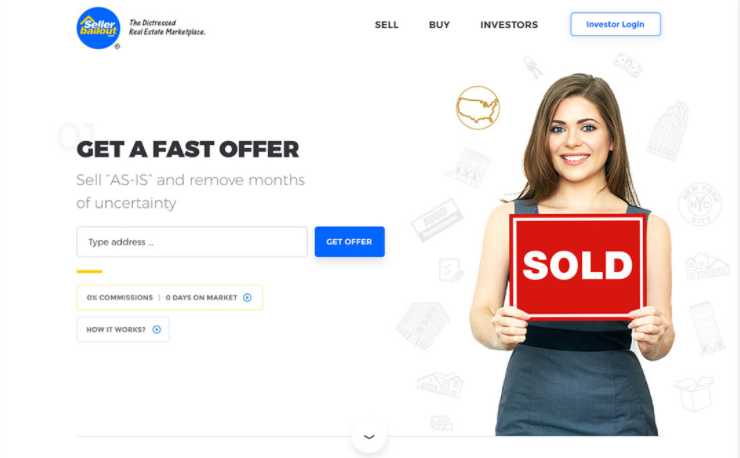 Seller
bailout
The Distressed
Real Estate Marketplace.
®
SELL
BUY
INVESTORS
Investor Login
01
GET A FAST OFFER
Sell "AS-IS" and remove months
of uncertainty
Type address ...
GET OFFER
0% COMMISSIONS | 0 DAYS ON MARKET
HOW IT WORKS?
AVOID
NEW YORK
NYC
CITY
SOLD